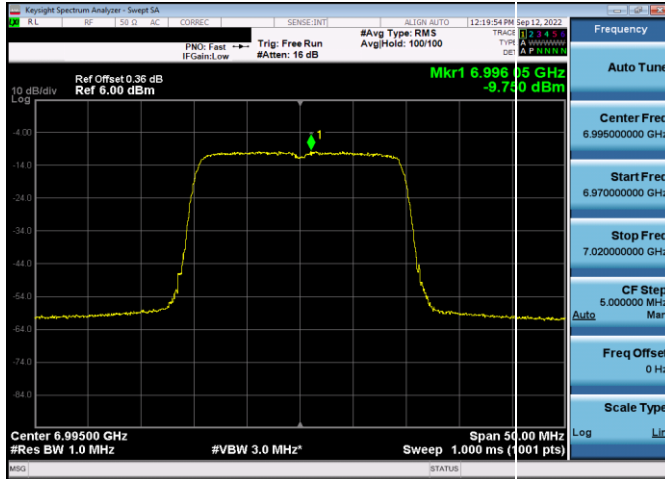 Keysight Spectrum Analyzer - Swept SA
RL RF 50 Ω AC CORREC SENSE:INT ALIGN AUTO 12:19:54 PM Sep 12, 2022
PNO: Fast
IFGain:Low
Trig: Free Run
#Atten: 16 dB
#Avg Type: RMS
Avg|Hold: 100/100
TRACE 1 2 3 4 5 6
TYPE A WWWWW
DET A P N N N N
Mkr1 6.996 05 GHz
-9.750 dBm
Ref Offset 0.36 dB
10 dB/div Ref 6.00 dBm
Log
1
-4.00
-14.0
-24.0
-34.0
-44.0
-54.0
-64.0
-74.0
-84.0
Center 6.99500 GHz Span 50.00 MHz
#Res BW 1.0 MHz #VBW 3.0 MHz* Sweep 1.000 ms (1001 pts)
MSG STATUS
Frequency
Auto Tune
Center Freq
6.995000000 GHz
Start Freq
6.970000000 GHz
Stop Freq
7.020000000 GHz
CF Step
5.000000 MHz
Auto Man
Freq Offset
0 Hz
Scale Type
Log Lin